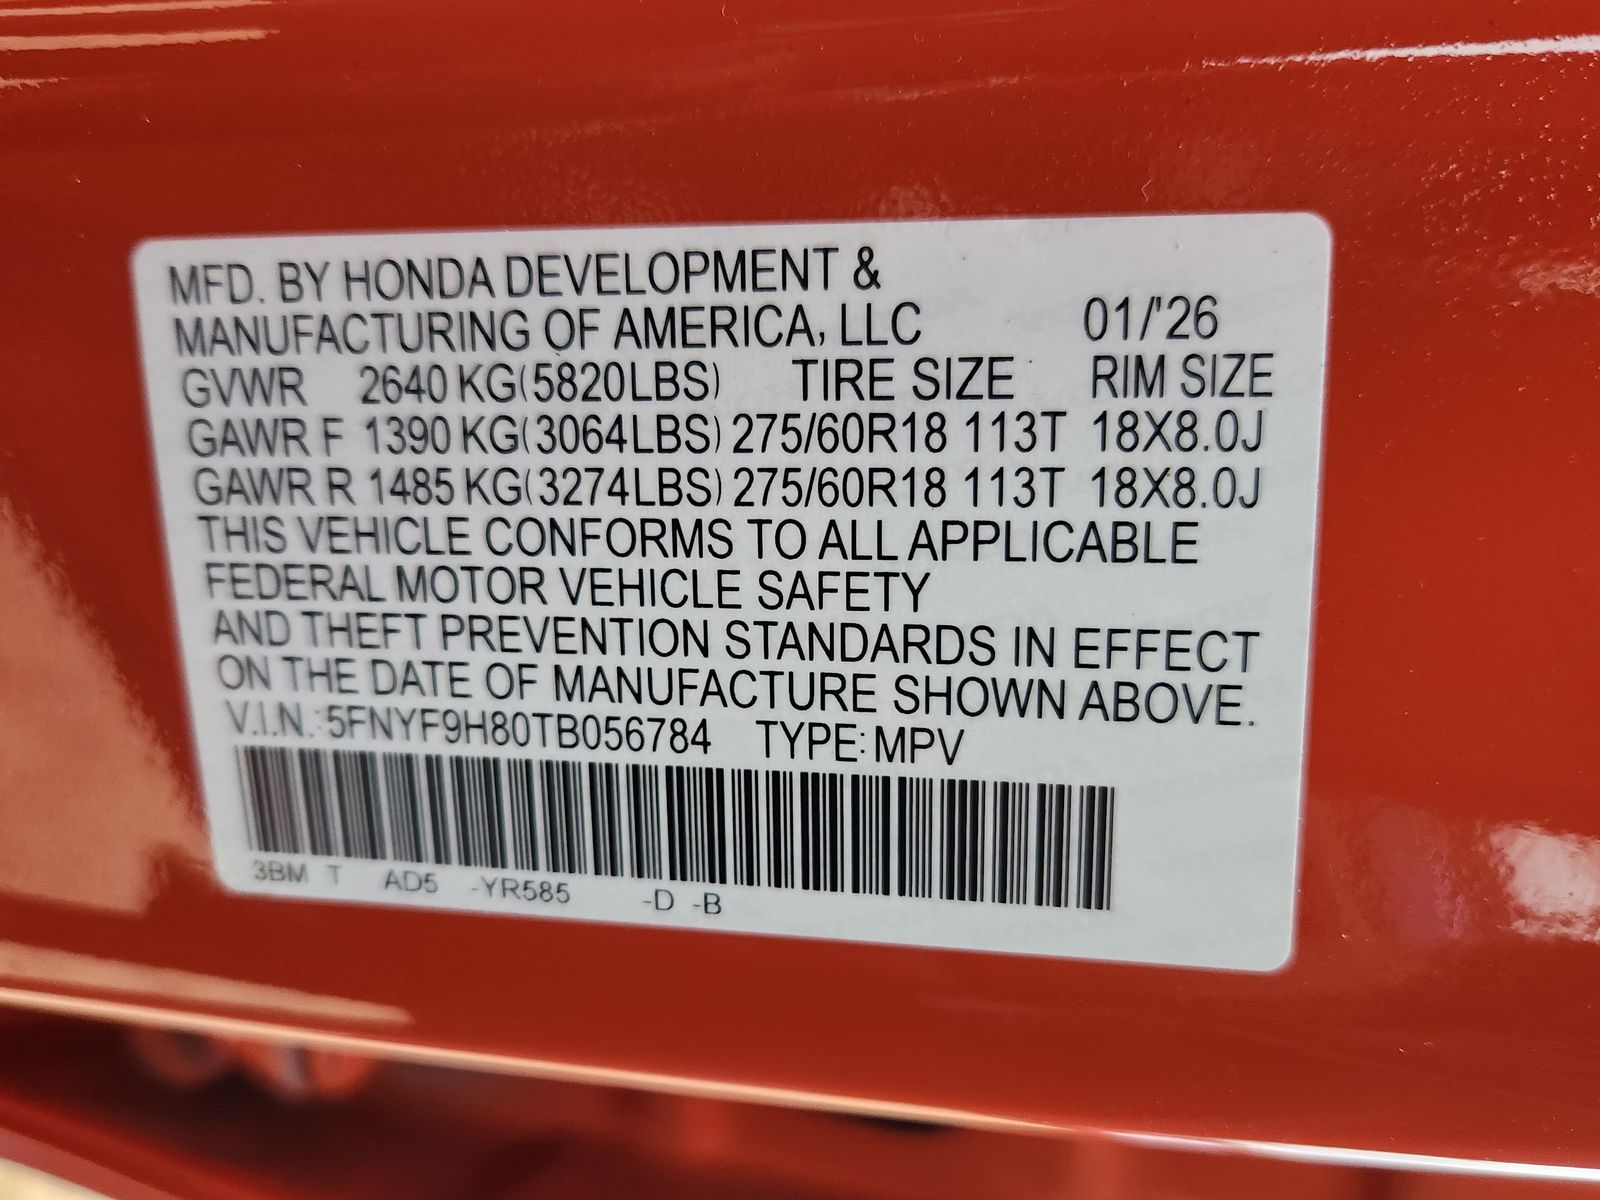 MFD. BY HONDA DEVELOPMENT &
MANUFACTURING OF AMERICA, LLC 01/'26
GVWR 2640 KG(5820LBS) TIRE SIZE RIM SIZE
GAWR F 1390 KG(3064LBS) 275/60R18 113T 18X8.0J
GAWR R 1485 KG(3274LBS) 275/60R18 113T 18X8.0J
THIS VEHICLE CONFORMS TO ALL APPLICABLE
FEDERAL MOTOR VEHICLE SAFETY
AND THEFT PREVENTION STANDARDS IN EFFECT
ON THE DATE OF MANUFACTURE SHOWN ABOVE.
V.I.N.: 5FNYF9H80TB056784 TYPE: MPV
3BM T AD5 -YR585 -D -B